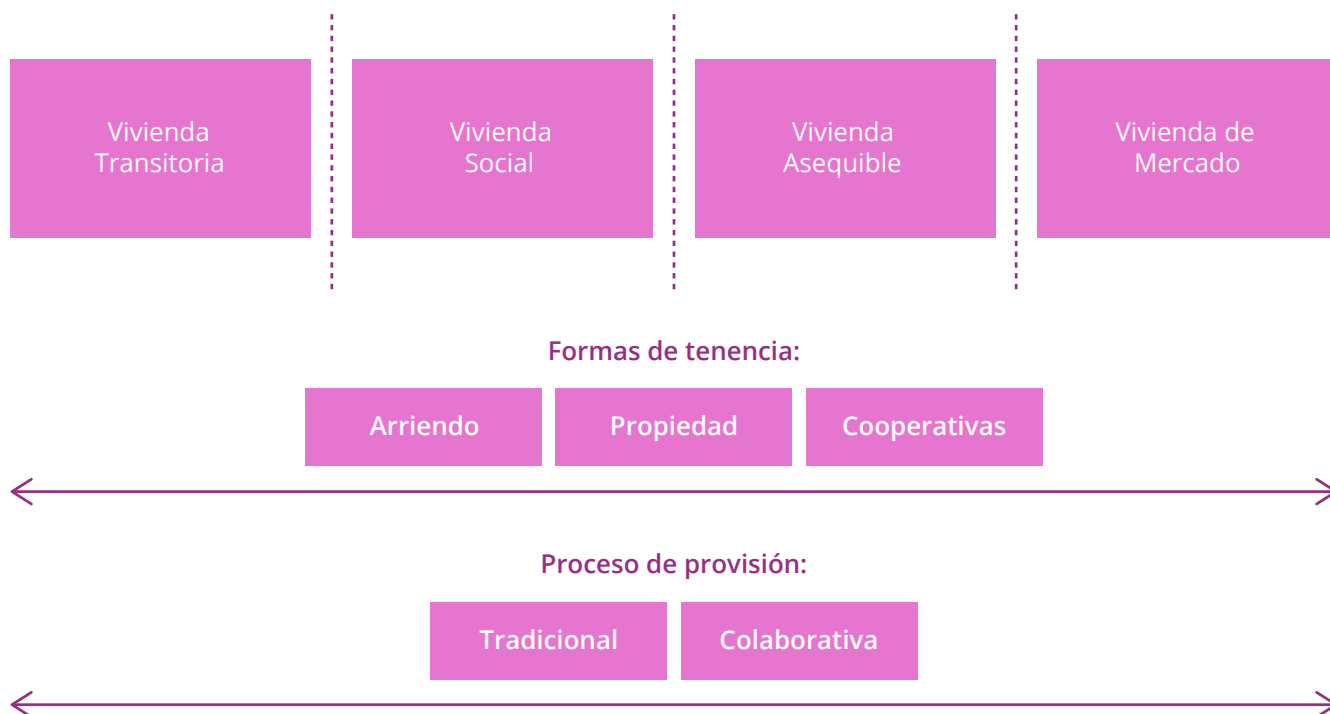 Vivienda
Transitoria
Vivienda
Social
Vivienda
Asequible
Vivienda de
Mercado
Formas de tenencia:
Arriendo
Propiedad
Cooperativas
Proceso de provisión:
Tradicional
Colaborativa